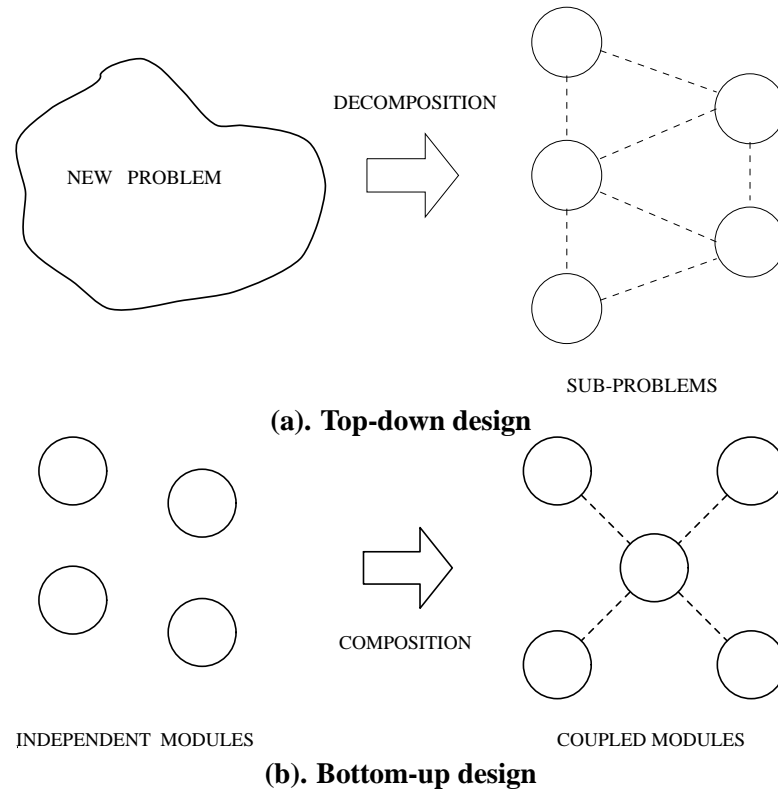 DECOMPOSITION
NEW PROBLEM
SUB-PROBLEMS
(a). Top-down design
COMPOSITION
INDEPENDENT MODULES
COUPLED MODULES
(b). Bottom-up design